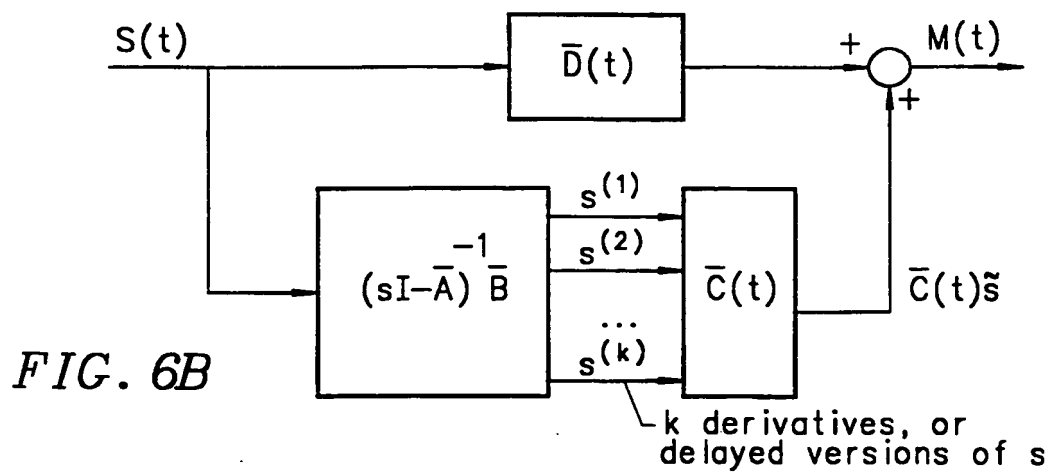 S(t)
D̅(t)
+
M(t)
+
s⁽¹⁾
s⁽²⁾
(sI-A̅)⁻¹ B̅
C̅(t)
C̅(t)s̃
...
s⁽ᵏ⁾
FIG. 6B
k derivatives, or
delayed versions of s